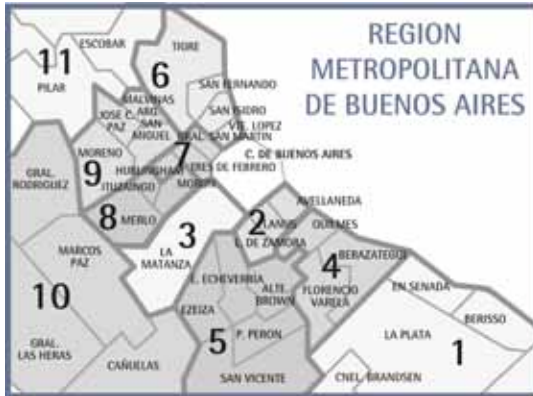 REGION
METROPOLITANA
DE BUENOS AIRES
11
ESCOBAR
TIGRE
PILAR
6
SAN FERNANDO
MALVINAS
ARG.
JOSE C.
PAZ
SAN
MIGUEL
SAN ISIDRO
VTE. LOPEZ
GRAL. SAN MARTIN
MORENO
7
C. DE BUENOS AIRES
TRES DE FEBRERO
HURLINGHAM
GRAL.
RODRIGUEZ
9
ITUZAINGO
MORON
8
MERLO
AVELLANEDA
2
LANUS
QUILMES
L. DE ZAMORA
3
LA
MATANZA
BERAZATEGUI
MARCOS
PAZ
4
E. ECHEVERRIA
FLORENCIO
VARELA
EN SENADA
10
EZEIZA
ALTE.
BROWN
BERISSO
LA PLATA
5
P. PERON
1
GRAL.
LAS HERAS
CAÑUELAS
SAN VICENTE
CNEL. BRANDSEN